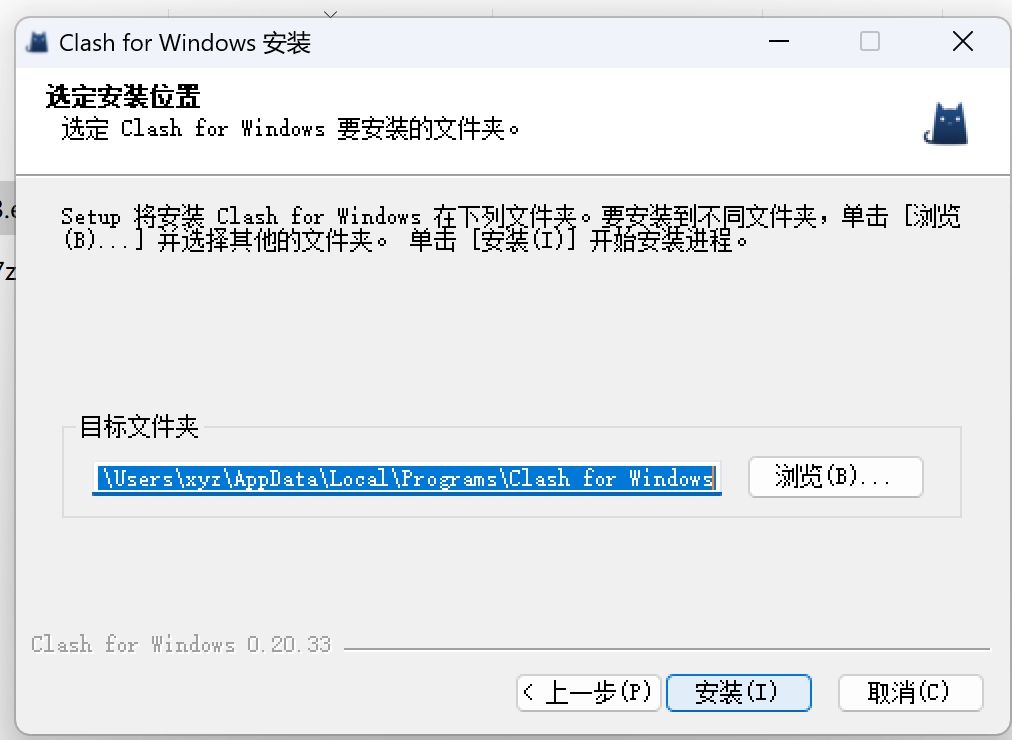 Clash for Windows 安装
选定安装位置
选定 Clash for Windows 要安装的文件夹。
Setup 将安装 Clash for Windows 在下列文件夹。要安装到不同文件夹，单击 [浏览
(B)...] 并选择其他的文件夹。 单击 [安装(I)] 开始安装进程。
目标文件夹
\Users\xyz\AppData\Local\Programs\Clash for Windows
浏览(B)...
Clash for Windows 0.20.33
< 上一步(P)
安装(I)
取消(C)